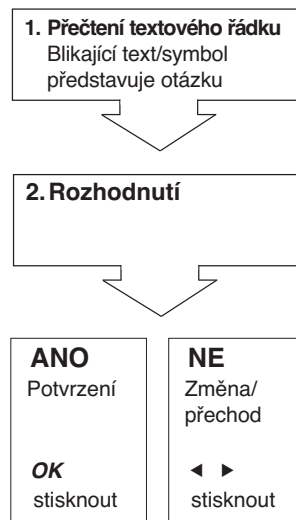 1. Přečtení textového řádku
Blikající text/symbol
představuje otázku
2. Rozhodnutí
ANO
Potvrzení
OK
stisknout
NE
Změna/
přechod
◄ ►
stisknout